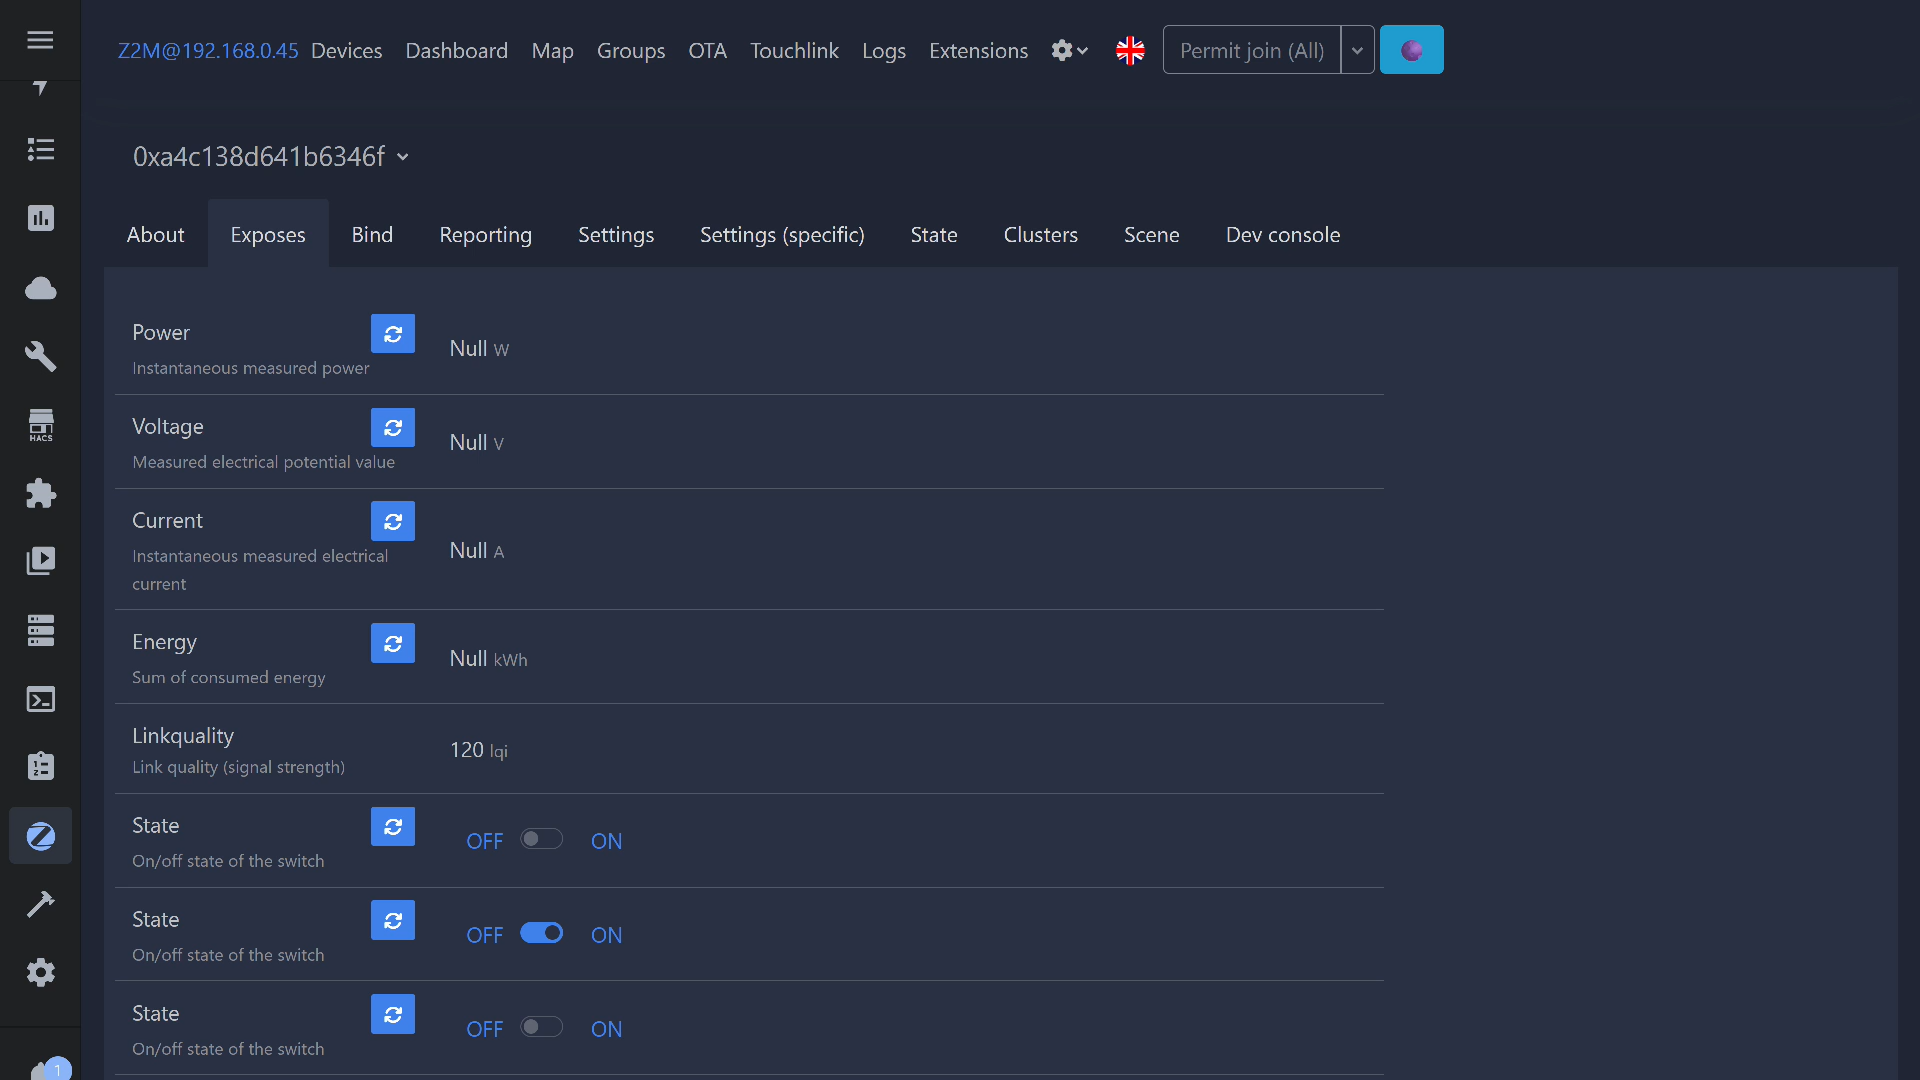 Z2M@192.168.0.45 Devices Dashboard Map Groups OTA Touchlink Logs Extensions Permit join (All)
0xa4c138d641b6346f
About Exposes Bind Reporting Settings Settings (specific) State Clusters Scene Dev console
Power
Null W
Instantaneous measured power
Voltage
Null V
Measured electrical potential value
Current
Null A
Instantaneous measured electrical
current
Energy
Null kWh
Sum of consumed energy
Linkquality
120 lqi
Link quality (signal strength)
State
OFF ON
On/off state of the switch
State
OFF ON
On/off state of the switch
State
OFF ON
On/off state of the switch
HACS
1